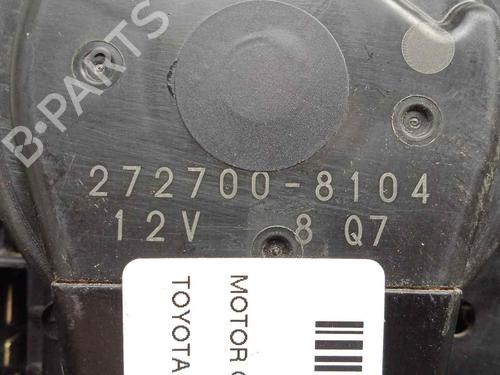 B-PARTS
272700-8104
12V 8 Q7
MOTOR
TOYOTA